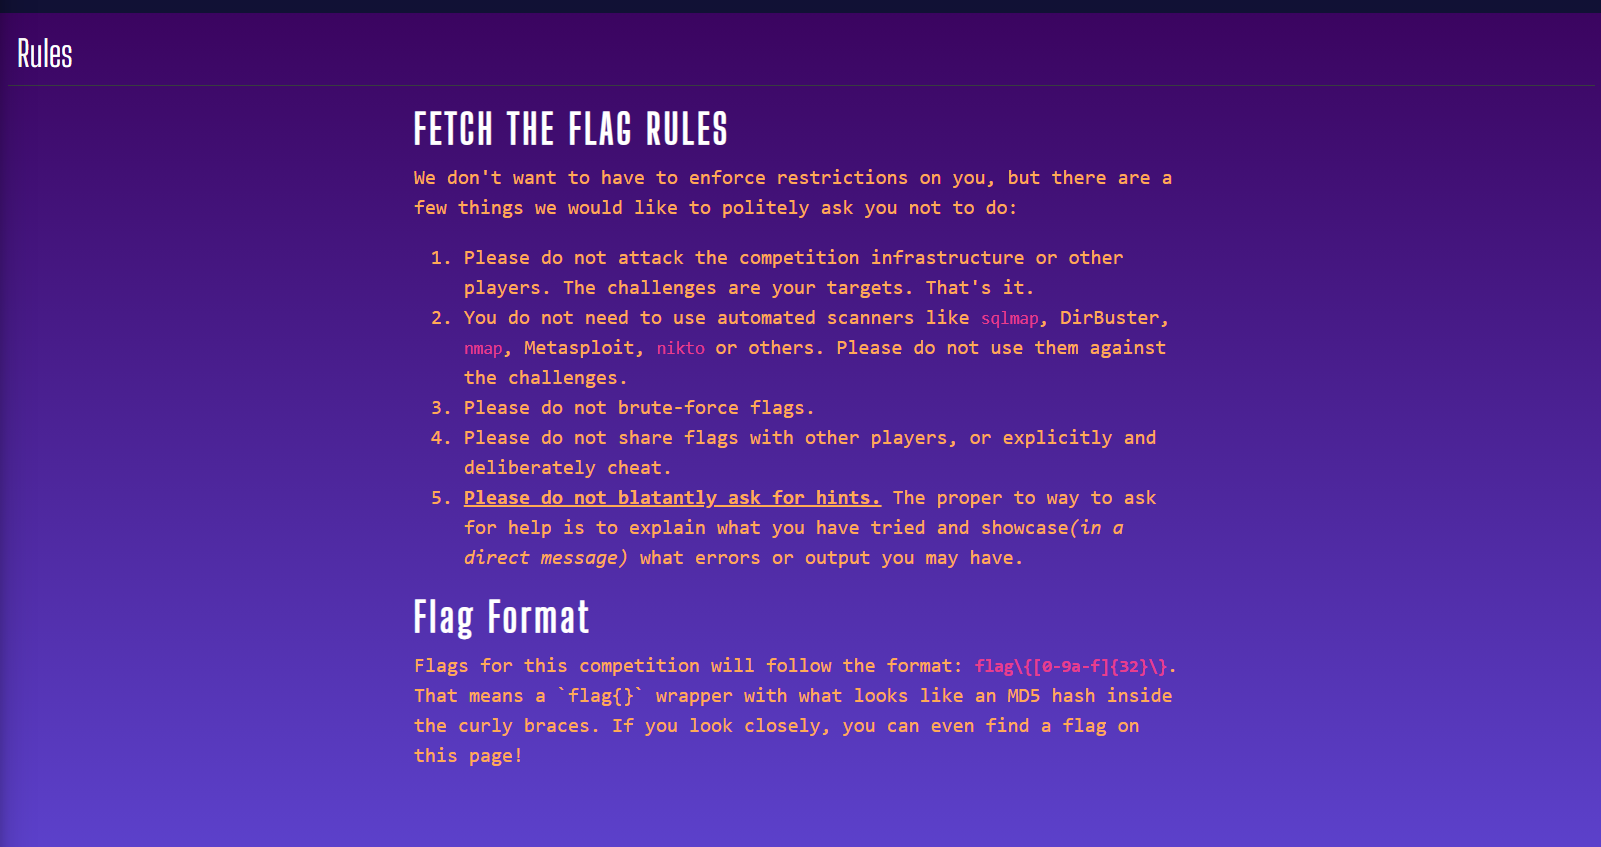 Rules
FETCH THE FLAG RULES
We don't want to have to enforce restrictions on you, but there are a
few things we would like to politely ask you not to do:
1. Please do not attack the competition infrastructure or other
players. The challenges are your targets. That's it.
2. You do not need to use automated scanners like sqlmap, DirBuster,
nmap, Metasploit, nikto or others. Please do not use them against
the challenges.
3. Please do not brute-force flags.
4. Please do not share flags with other players, or explicitly and
deliberately cheat.
5. Please do not blatantly ask for hints. The proper to way to ask
for help is to explain what you have tried and showcase(in a
direct message) what errors or output you may have.
Flag Format
Flags for this competition will follow the format: flag\{[0-9a-f]{32}\}.
That means a `flag{}` wrapper with what looks like an MD5 hash inside
the curly braces. If you look closely, you can even find a flag on
this page!